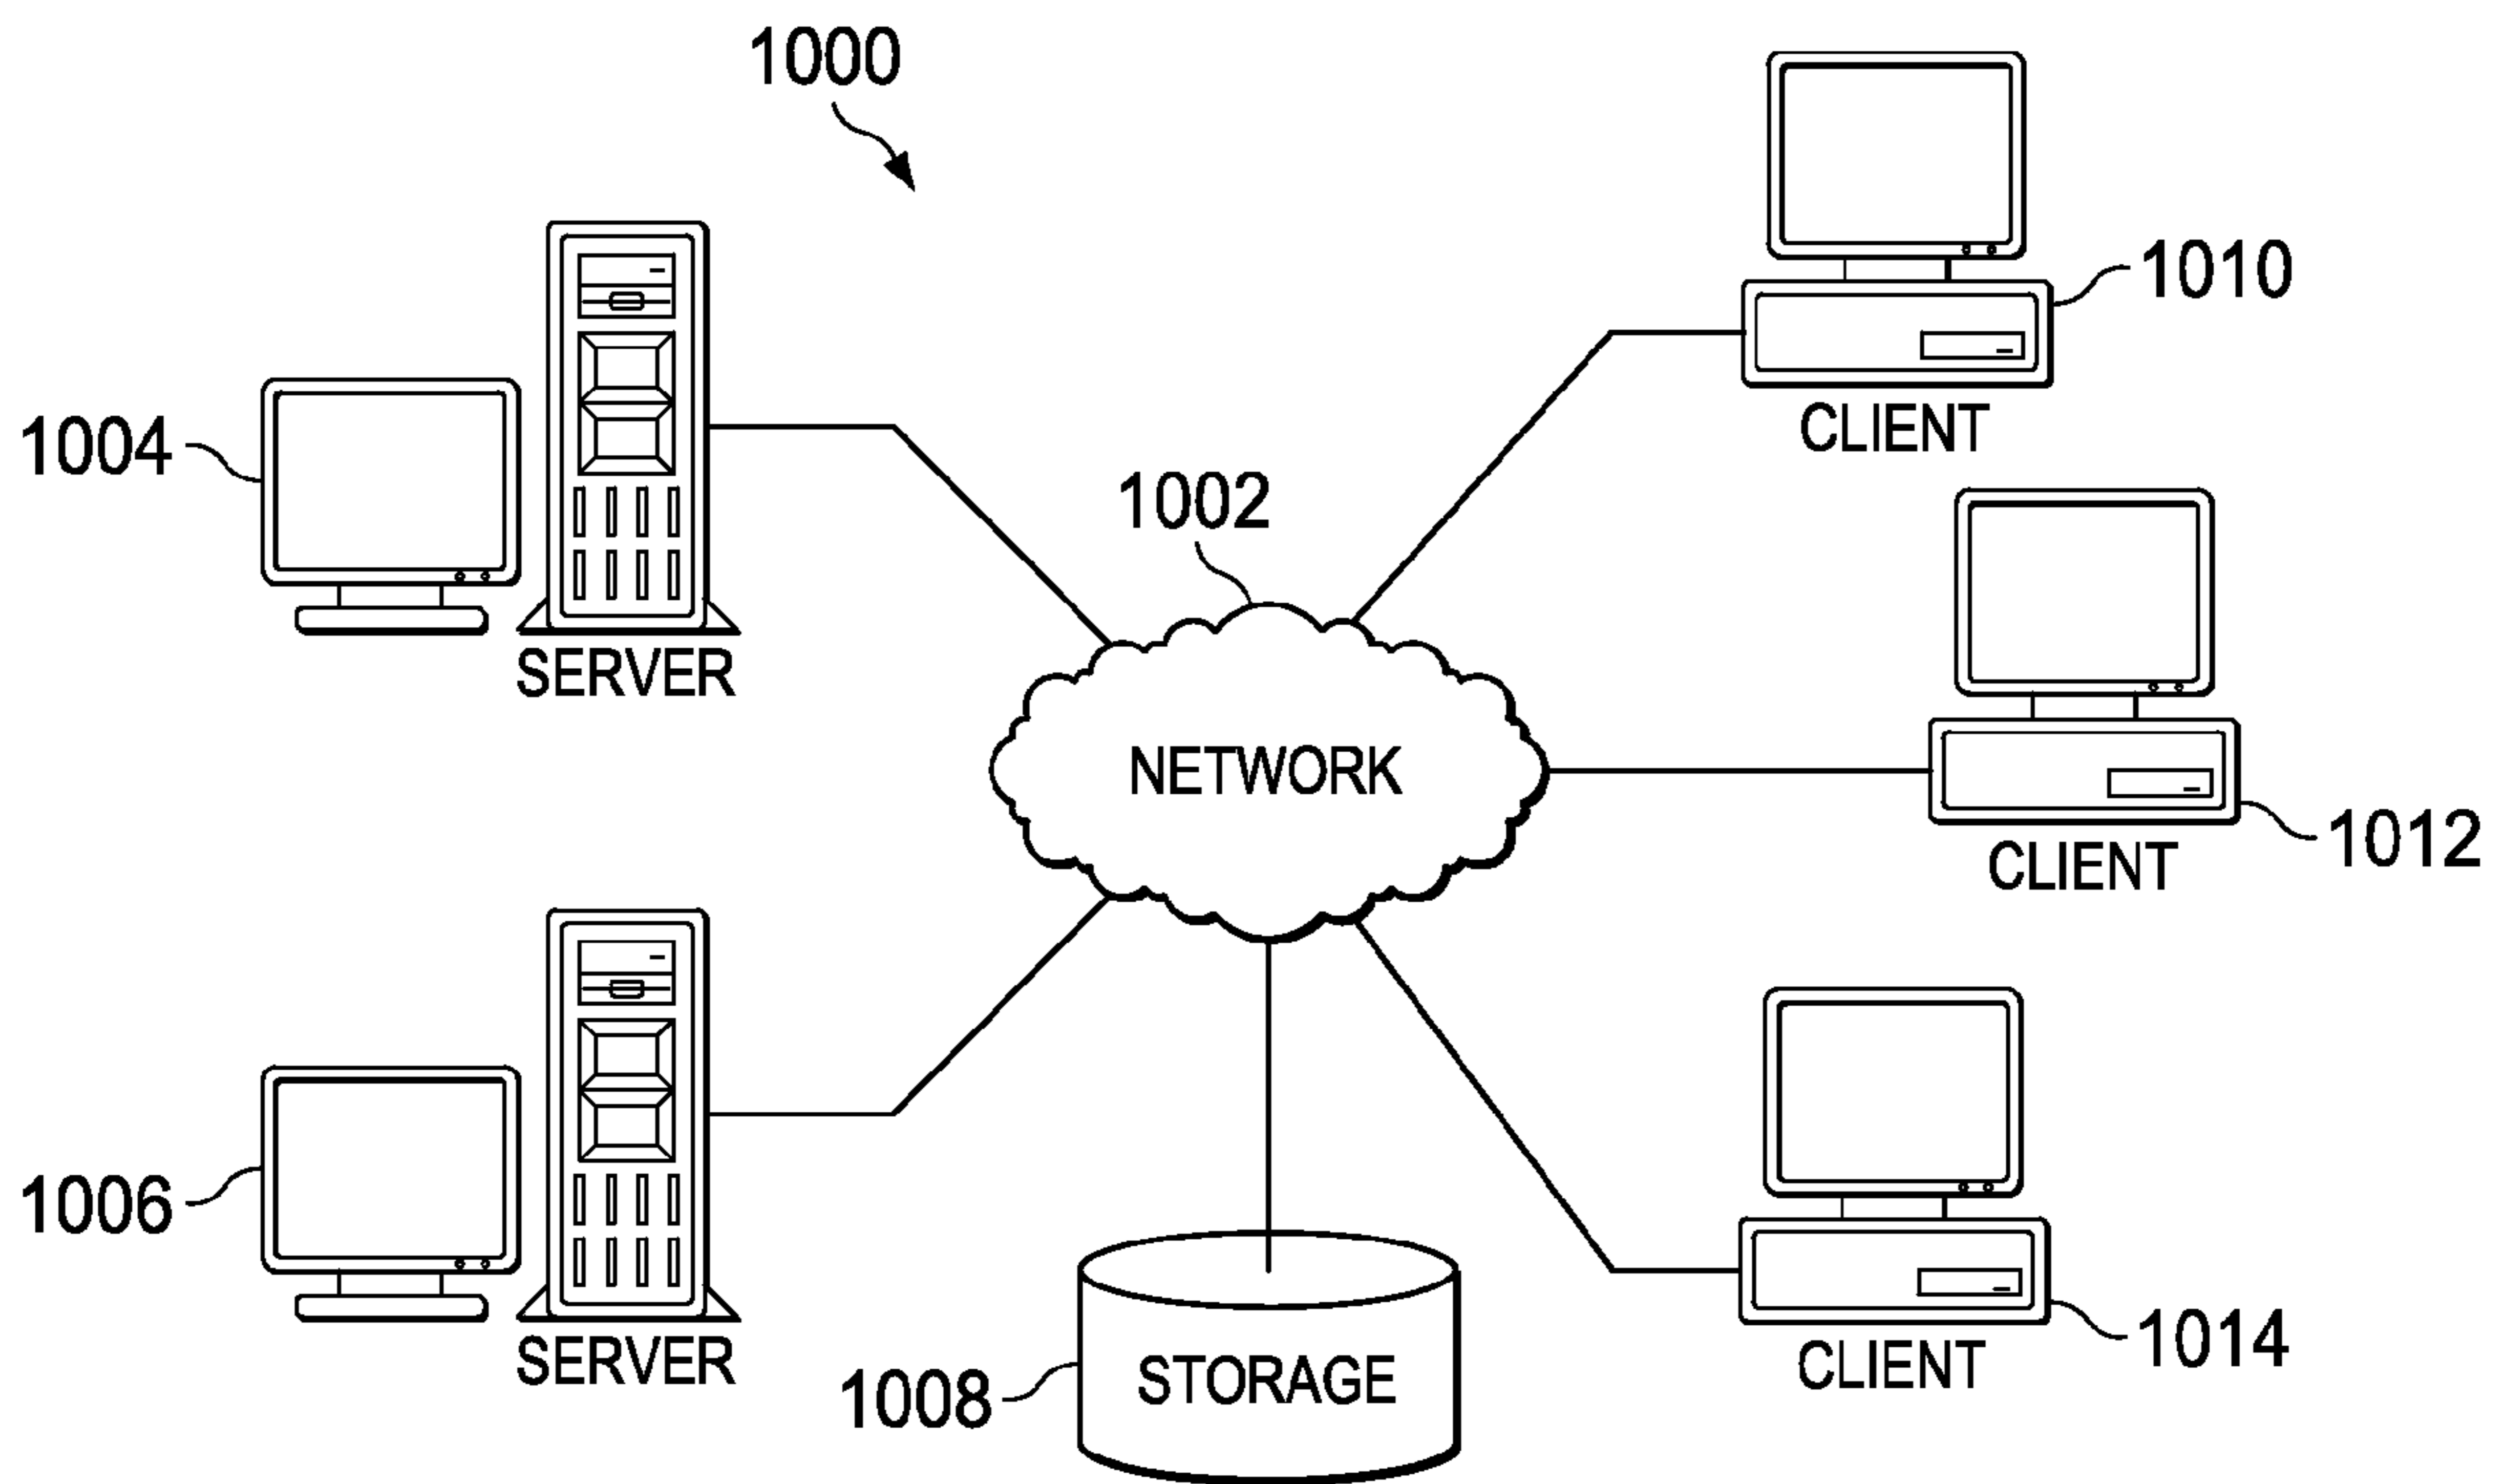 1000
1010
CLIENT
1004
1002
SERVER
NETWORK
1012
CLIENT
1006
SERVER
1008
STORAGE
1014
CLIENT